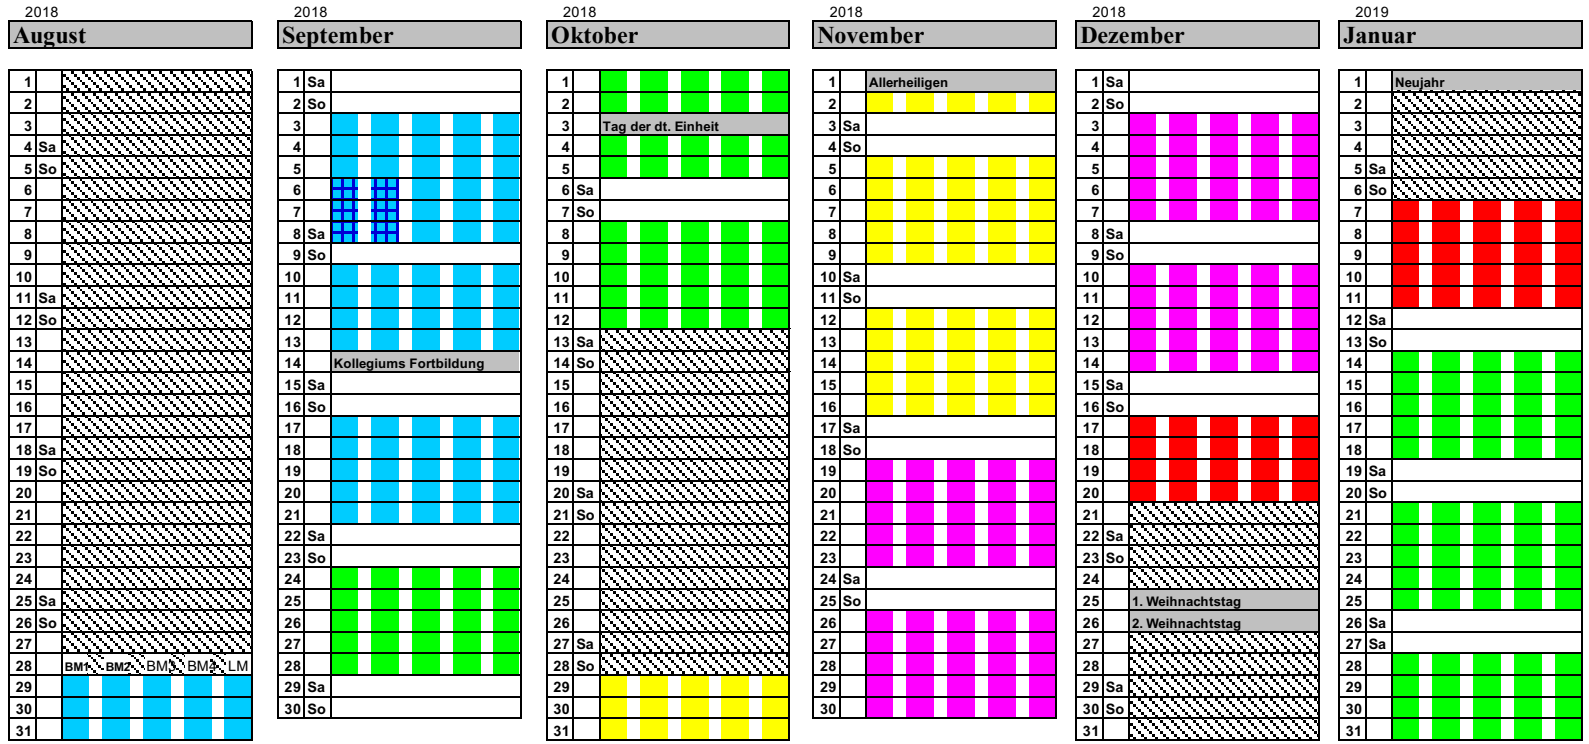 2018
August
1
2
3
4 Sa
5 So
6
7
8
9
10
11 Sa
12 So
13
14
15
16
17
18 Sa
19 So
20
21
22
23
24
25 Sa
26 So
27
28 BM1 BM2 BM3 BM4 LM
29
30
31
2018
September
1 Sa
2 So
3
4
5
6
7
8 Sa
9 So
10
11
12
13
14 Kollegiums Fortbildung
15 Sa
16 So
17
18
19
20
21
22 Sa
23 So
24
25
26
27
28
29 Sa
30 So
2018
Oktober
1
2
3 Tag der dt. Einheit
4
5
6 Sa
7 So
8
9
10
11
12
13 Sa
14 So
15
16
17
18
19
20 Sa
21 So
22
23
24
25
26
27 Sa
28 So
29
30
31
2018
November
1 Allerheiligen
2
3 Sa
4 So
5
6
7
8
9
10 Sa
11 So
12
13
14
15
16
17 Sa
18 So
19
20
21
22
23
24 Sa
25 So
26
27
28
29
30
2018
Dezember
1 Sa
2 So
3
4
5
6
7
8 Sa
9 So
10
11
12
13
14
15 Sa
16 So
17
18
19
20
21
22 Sa
23 So
24
25 1. Weihnachtstag
26 2. Weihnachtstag
27
28
29 Sa
30 So
31
2019
Januar
1 Neujahr
2
3
4
5 Sa
6 So
7
8
9
10
11
12 Sa
13 So
14
15
16
17
18
19 Sa
20 So
21
22
23
24
25
26 Sa
27 Sa
28
29
30
31